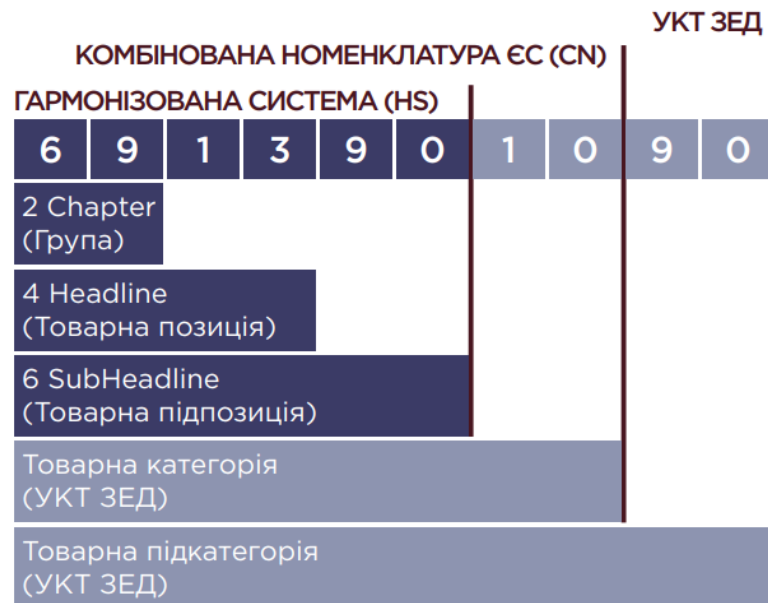 УКТ ЗЕД
КОМБІНОВАНА НОМЕНКЛАТУРА ЄС (CN)
ГАРМОНІЗОВАНА СИСТЕМА (HS)
6 9 1 3 9 0 1 0 9 0
2 Chapter
(Група)
4 Headline
(Товарна позиція)
6 SubHeadline
(Товарна підпозиція)
Товарна категорія
(УКТ ЗЕД)
Товарна підкатегорія
(УКТ ЗЕД)